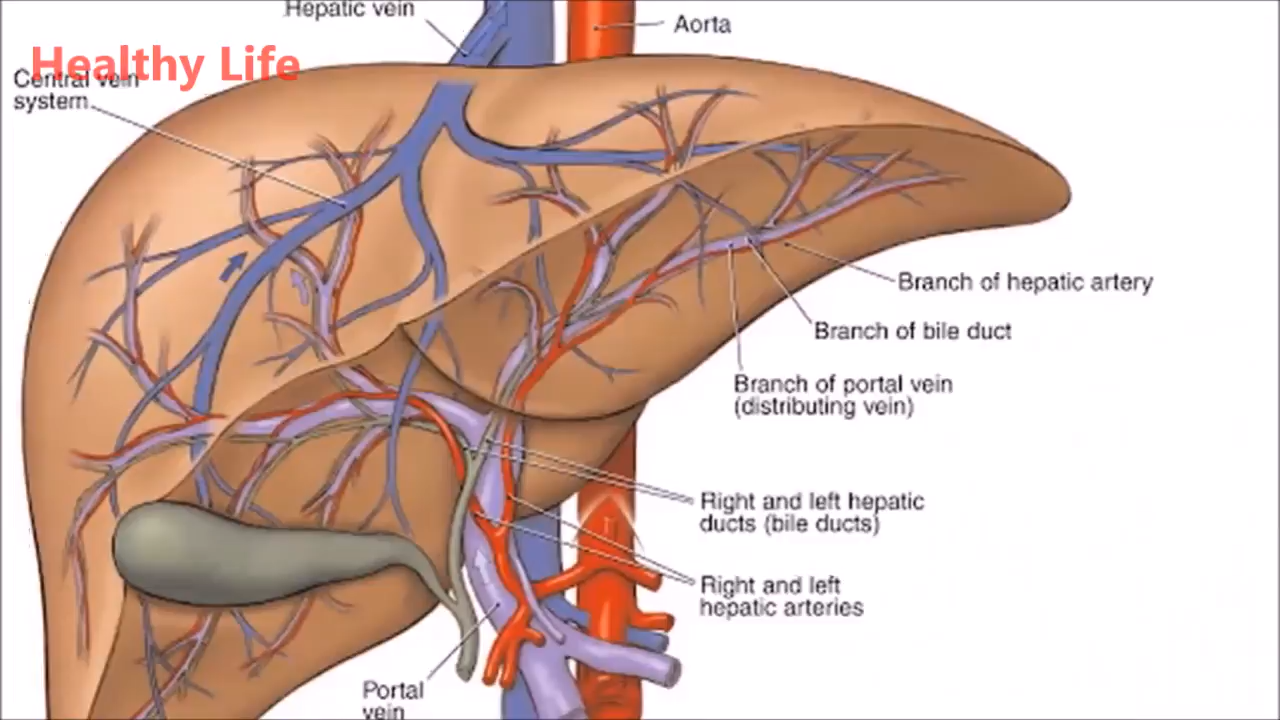 Hepatic vein
Aorta
Healthy Life
Central vein
system
Branch of hepatic artery
Branch of bile duct
Branch of portal vein
(distributing vein)
Right and left hepatic
ducts (bile ducts)
Right and left
hepatic arteries
Portal
vein